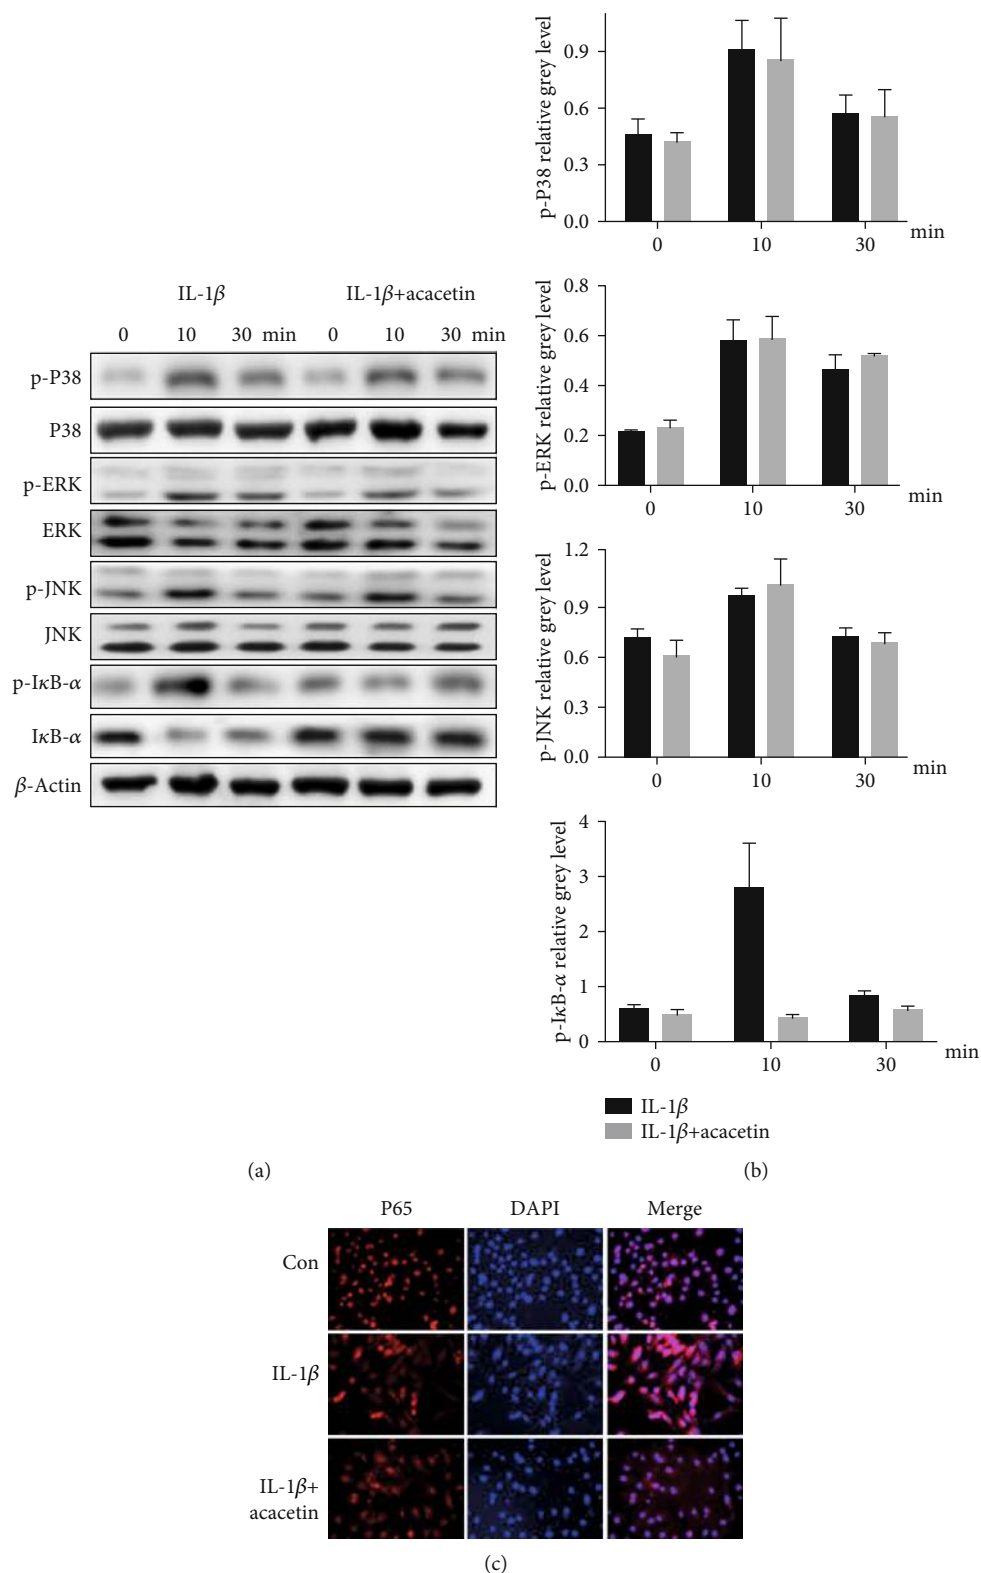 IL-1β IL-1β+acacetin
0 10 30 min 0 10 30 min
p-P38
P38
p-ERK
ERK
p-JNK
JNK
p-IκB-α
IκB-α
β-Actin
(a)
p-P38 relative grey level
0.9
0.6
0.3
0.0
0 10 30 min
p-ERK relative grey level
0.8
0.6
0.4
0.2
0.0
0 10 30 min
p-JNK relative grey level
1.2
0.9
0.6
0.3
0.0
0 10 30 min
p-IκB-α relative grey level
4
3
2
1
0
0 10 30 min
IL-1β
IL-1β+acacetin
(b)
P65 DAPI Merge
Con
IL-1β
IL-1β+
acacetin
(c)